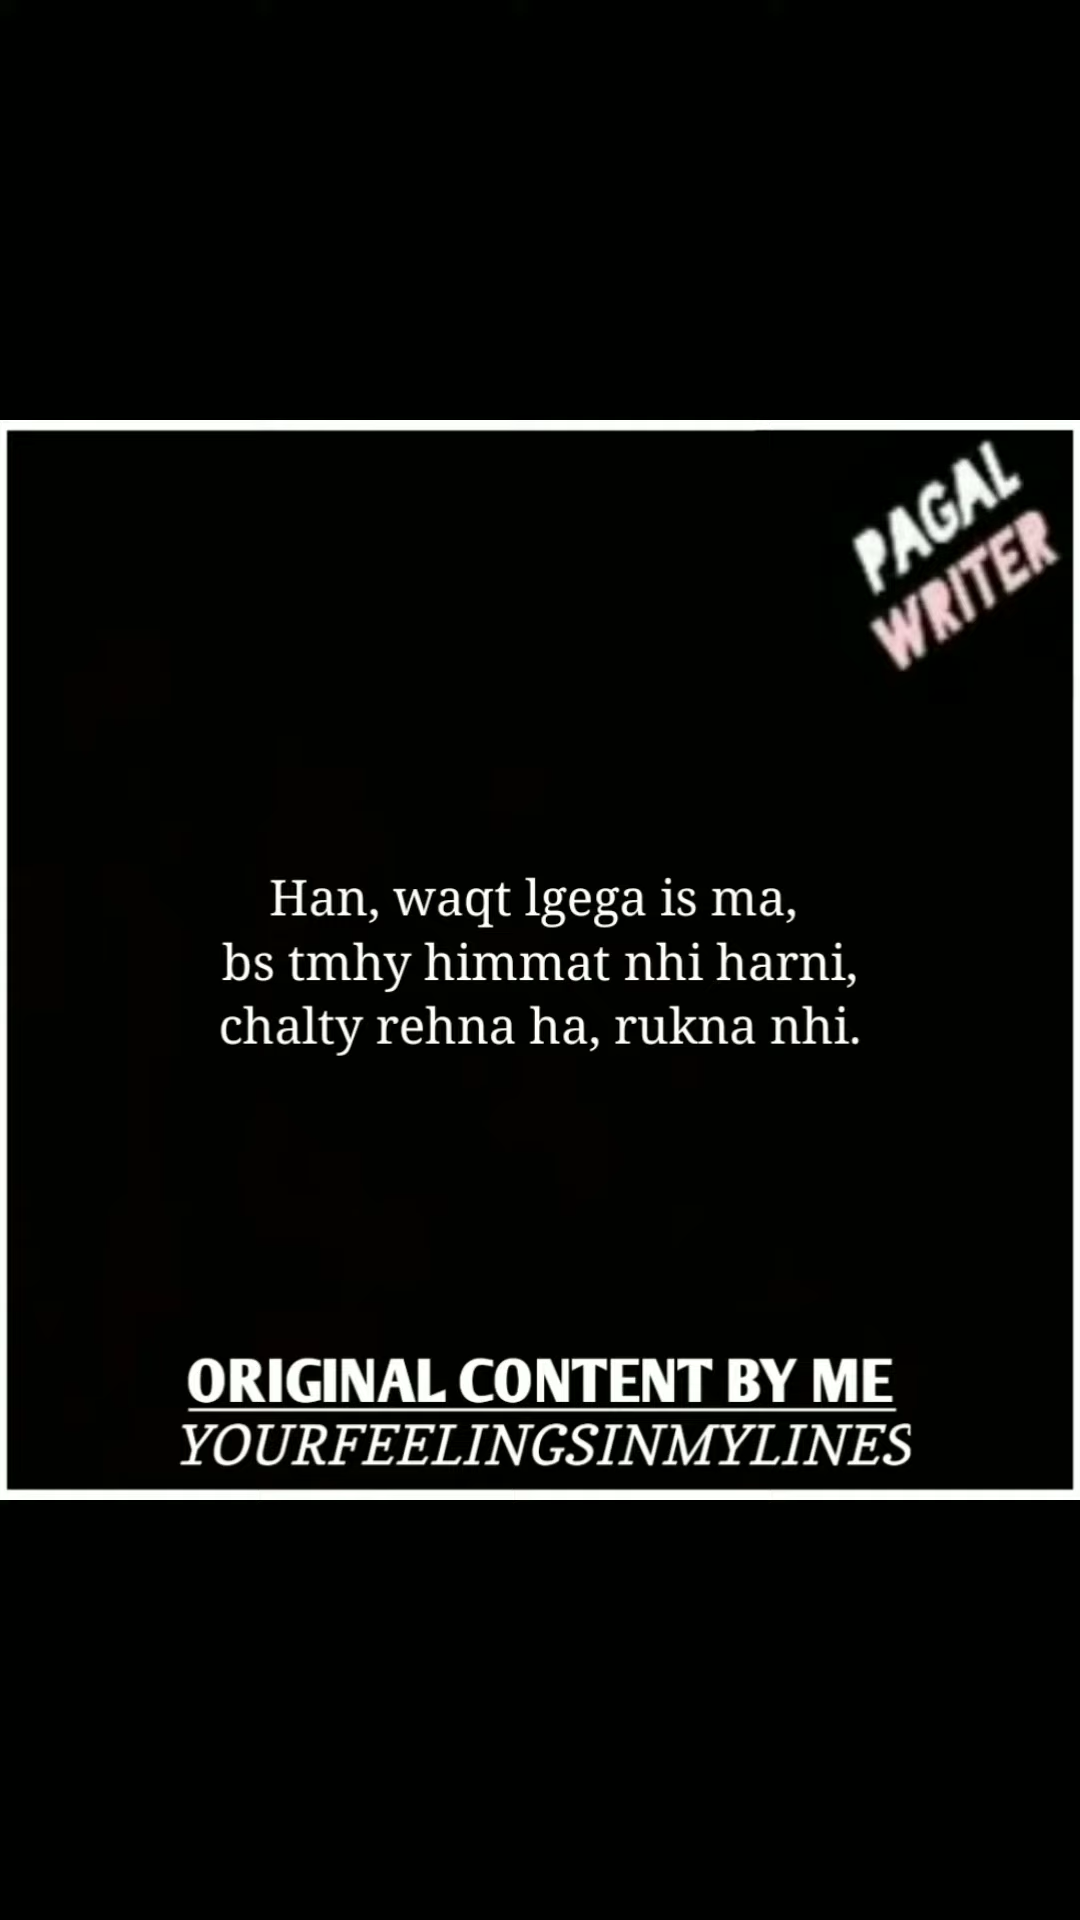 PAGAL
WRITER
Han, waqt lgega is ma,
bs tmhy himmat nhi harni,
chalty rehna ha, rukna nhi.
ORIGINAL CONTENT BY ME
YOURFEELINGSINMYLINES